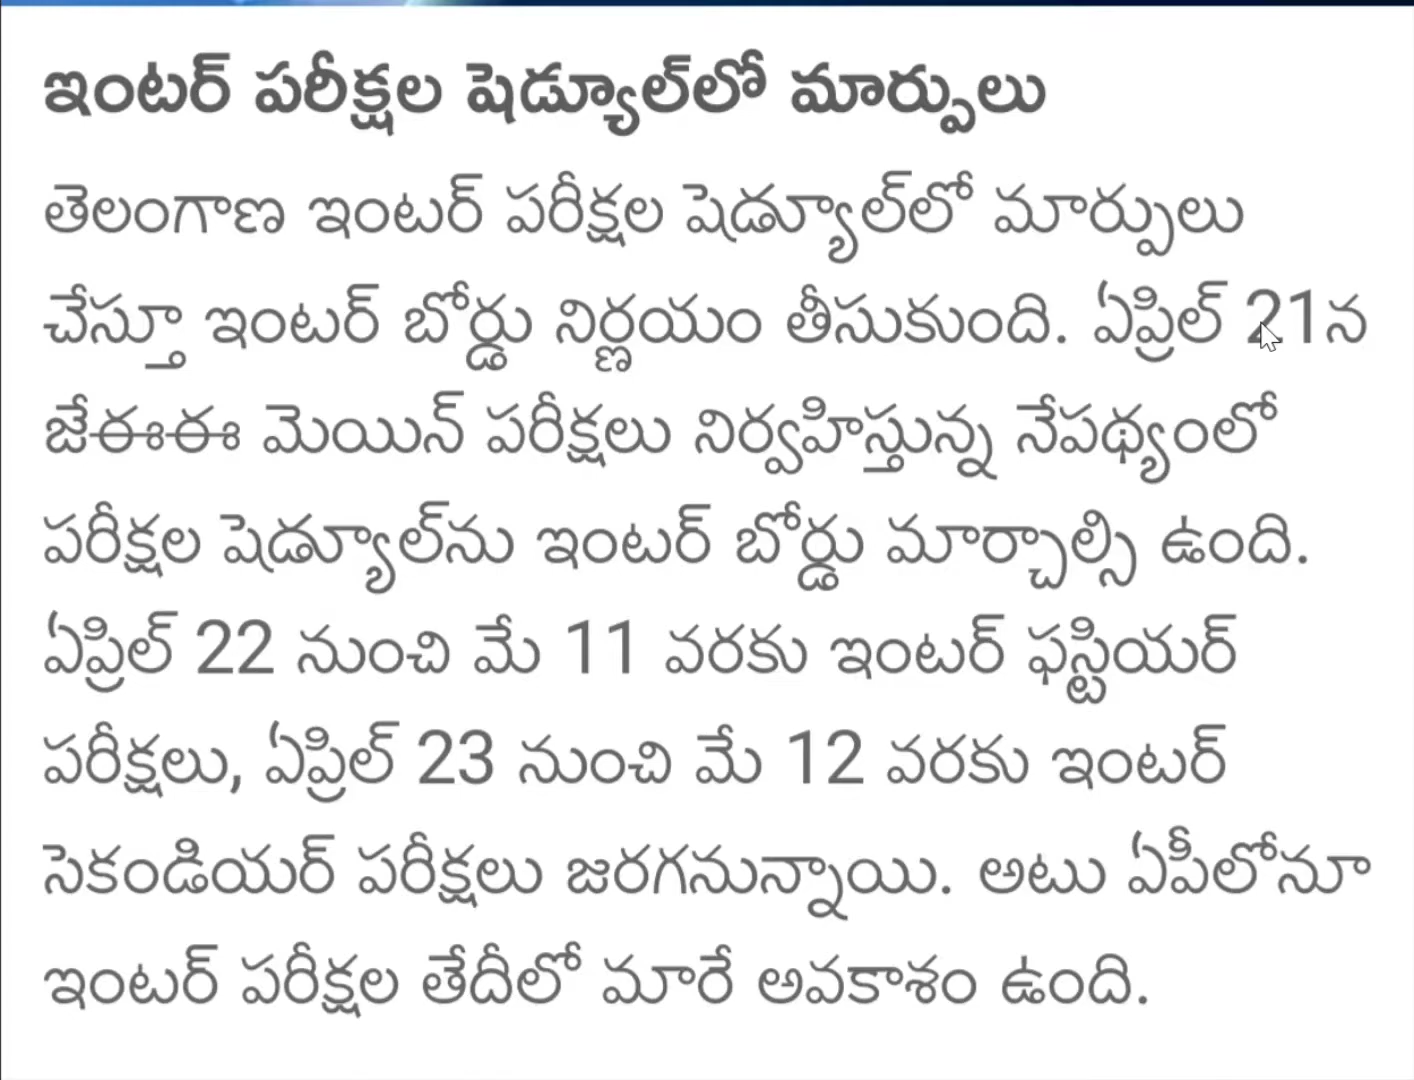 ఇంటర్ పరీక్షల షెడ్యూల్‌లో మార్పులు
తెలంగాణ ఇంటర్ పరీక్షల షెడ్యూల్‌లో మార్పులు
చేస్తూ ఇంటర్ బోర్డు నిర్ణయం తీసుకుంది. ఏప్రిల్ 21న
జేఈఈ మెయిన్ పరీక్షలు నిర్వహిస్తున్న నేపథ్యంలో
పరీక్షల షెడ్యూల్‌ను ఇంటర్ బోర్డు మార్చాల్సి ఉంది.
ఏప్రిల్ 22 నుంచి మే 11 వరకు ఇంటర్ ఫస్టియర్
పరీక్షలు, ఏప్రిల్ 23 నుంచి మే 12 వరకు ఇంటర్
సెకండియర్ పరీక్షలు జరగనున్నాయి. అటు ఏపీలోనూ
ఇంటర్ పరీక్షల తేదీలో మారే అవకాశం ఉంది.